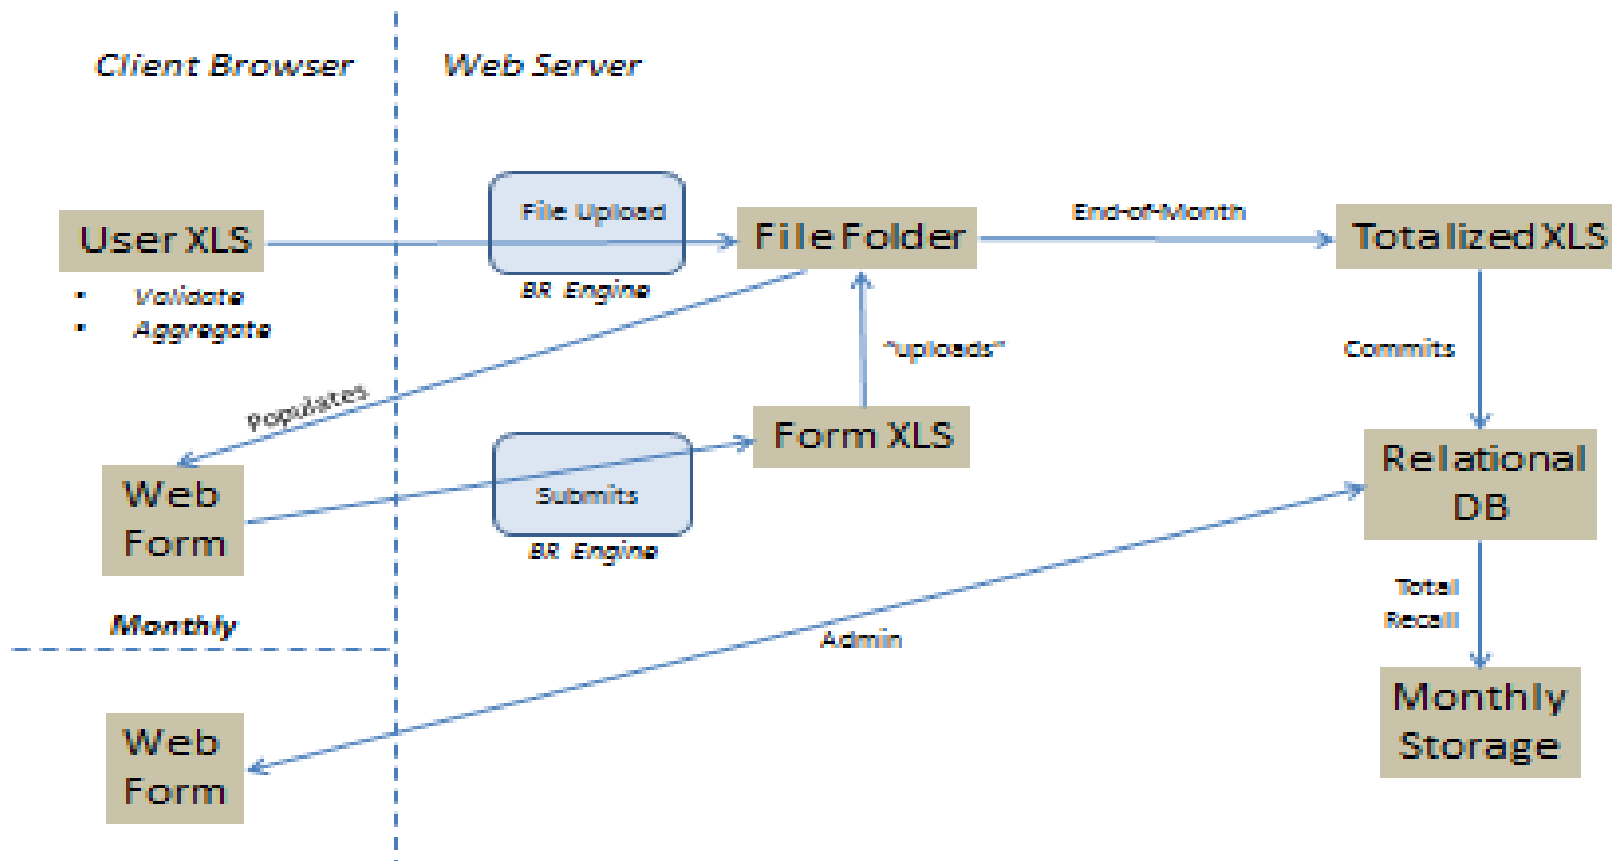 Client Browser
Web Server
File Upload
End-of-Month
User XLS
File Folder
Totalized XLS
BR Engine
• Validate
• Aggregate
"uploads"
Commits
Populates
Form XLS
Relational
DB
Web
Form
Submits
BR Engine
Total
Recall
Monthly
Admin
Monthly
Storage
Web
Form